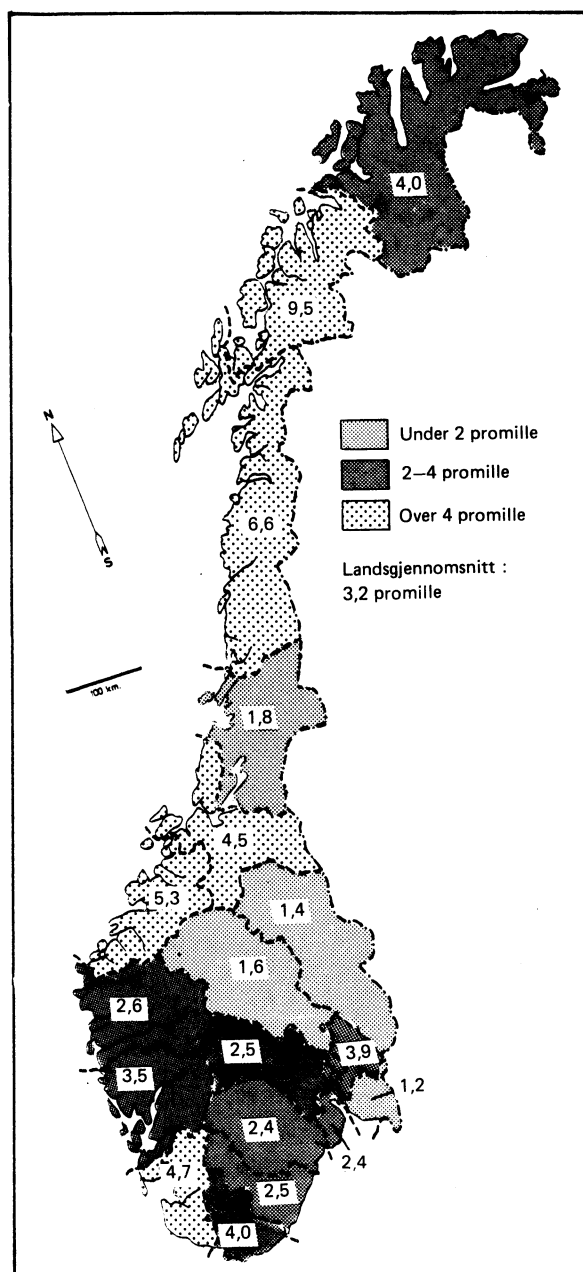 4,0
9,5
N
S
Under 2 promille
2—4 promille
Over 4 promille
6,6
Landsgjennomsnitt :
3,2 promille
100 km.
1,8
4,5
5,3
1,4
1,6
2,6
2,5
3,9
3,5
1,2
2,4
2,4
4,7
2,5
4,0